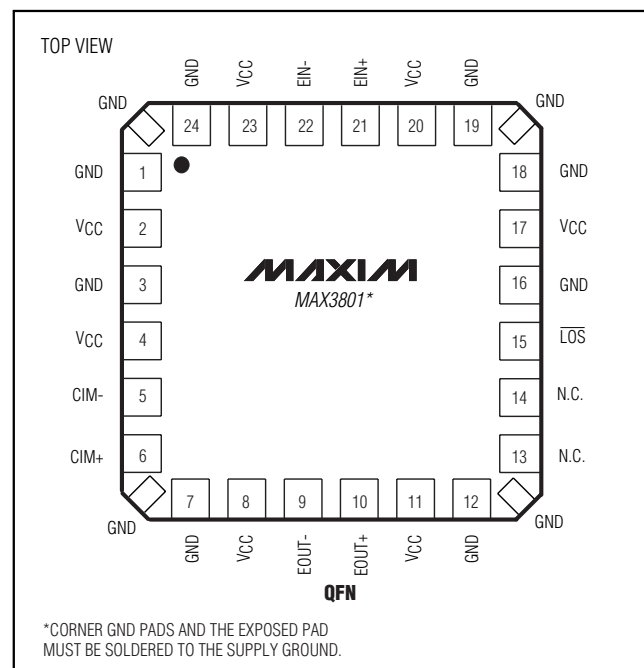 TOP VIEW
GND VCC EIN- EIN+ VCC GND
GND GND
24 23 22 21 20 19
GND 1 18 GND
VCC 2 17 VCC
GND 3 16 GND
VCC 4 15 LOS
CIM- 5 14 N.C.
CIM+ 6 13 N.C.
MAXIM
MAX3801*
7 8 9 10 11 12
GND GND
GND VCC EOUT- EOUT+ VCC GND
QFN
*CORNER GND PADS AND THE EXPOSED PAD
MUST BE SOLDERED TO THE SUPPLY GROUND.